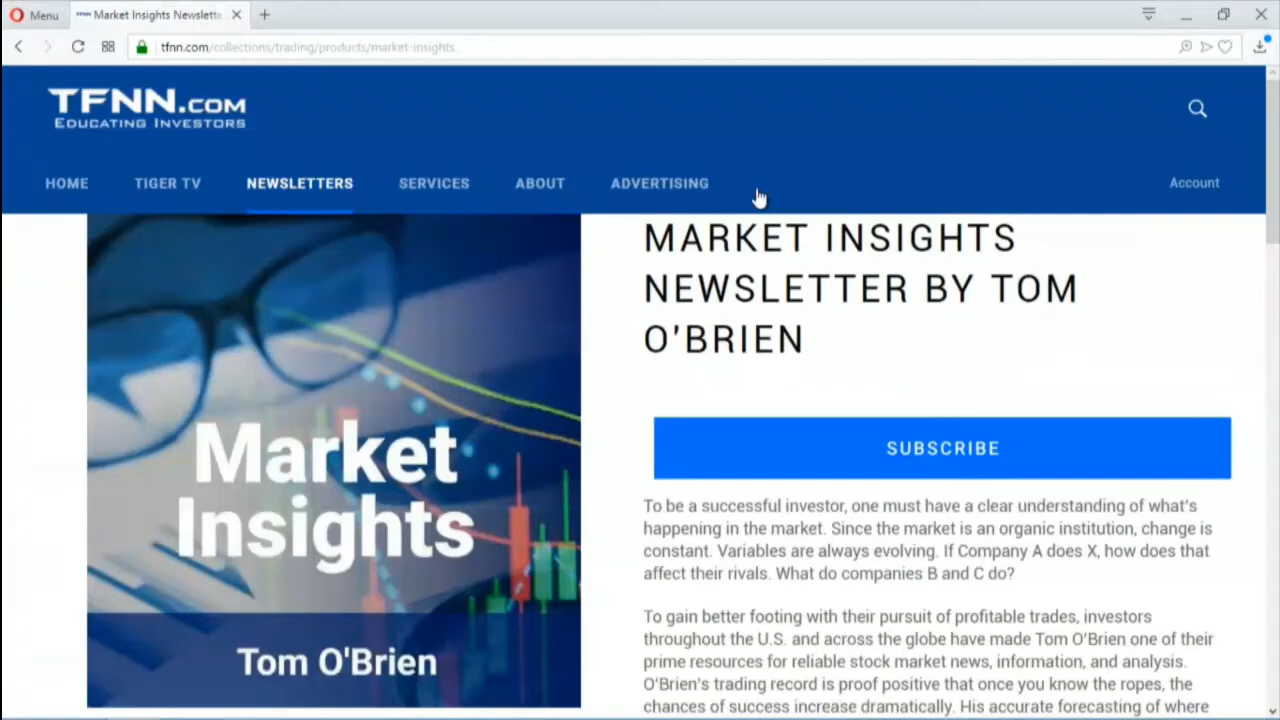 Menu
Market Insights Newslette
tfnn.com/collections/trading/products/market-insights
TFNN.COM
EDUCATING INVESTORS
HOME
TIGER TV
NEWSLETTERS
SERVICES
ABOUT
ADVERTISING
Account
Market
Insights
Tom O'Brien
MARKET INSIGHTS
NEWSLETTER BY TOM
O'BRIEN
SUBSCRIBE
To be a successful investor, one must have a clear understanding of what's
happening in the market. Since the market is an organic institution, change is
constant. Variables are always evolving. If Company A does X, how does that
affect their rivals. What do companies B and C do?
To gain better footing with their pursuit of profitable trades, investors
throughout the U.S. and across the globe have made Tom O'Brien one of their
prime resources for reliable stock market news, information, and analysis.
O'Brien's trading record is proof positive that once you know the ropes, the
chances of success increase dramatically. His accurate forecasting of where